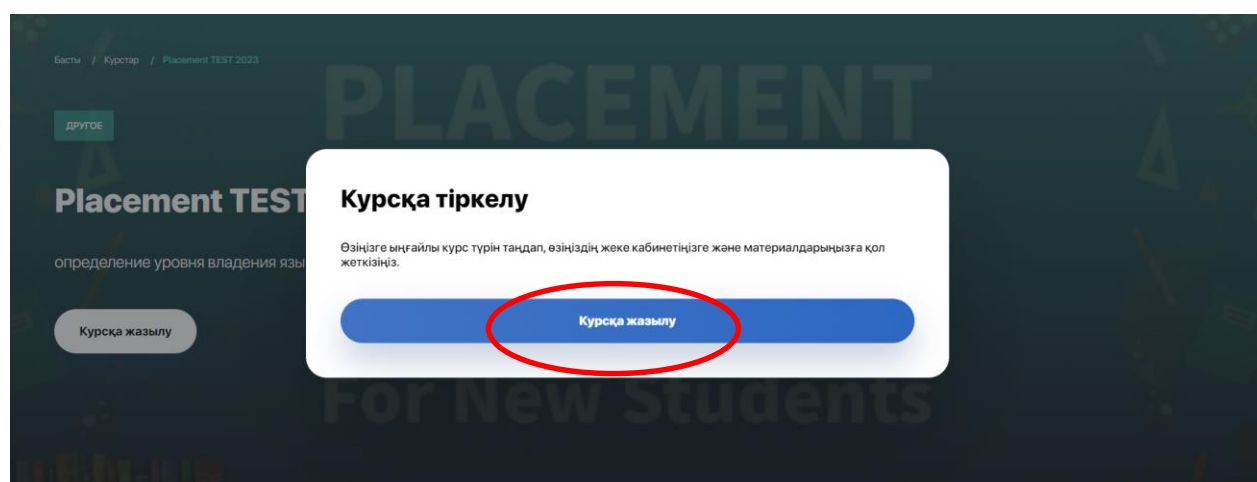 Басты / Курстар / Placement TEST 2023
PLACEMENT
ДРУГОЕ
Placement TEST
Курсқа тіркелу
Өзіңізге ыңғайлы курс түрін таңдап, өзіңіздің жеке кабинетіңізге және материалдарыңызға қол
жеткізіңіз.
определение уровня владения язы
Курсқа жазылу
Курсқа жазылу
For New Students